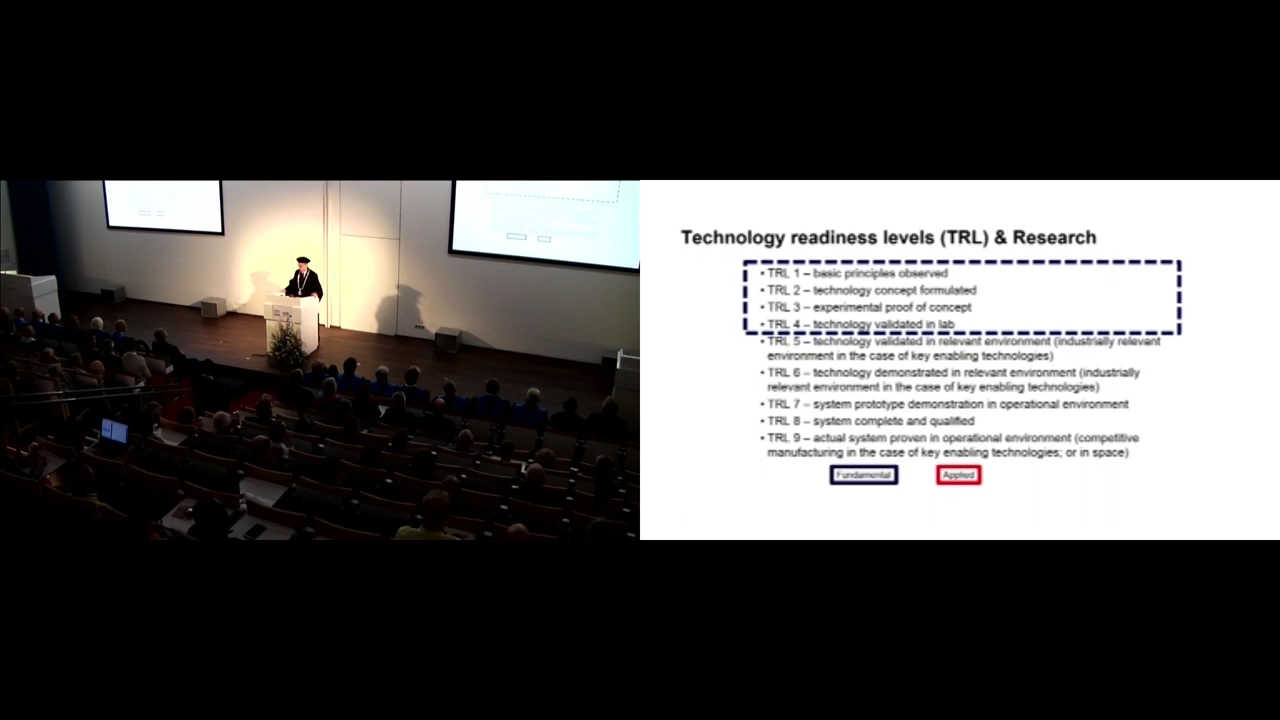 Technology readiness levels (TRL) & Research
• TRL 1 – basic principles observed
• TRL 2 – technology concept formulated
• TRL 3 – experimental proof of concept
• TRL 4 – technology validated in lab
• TRL 5 – technology validated in relevant environment (industrially relevant
environment in the case of key enabling technologies)
• TRL 6 – technology demonstrated in relevant environment (industrially
relevant environment in the case of key enabling technologies)
• TRL 7 – system prototype demonstration in operational environment
• TRL 8 – system complete and qualified
• TRL 9 – actual system proven in operational environment (competitive
manufacturing in the case of key enabling technologies; or in space)
Fundamental
Applied